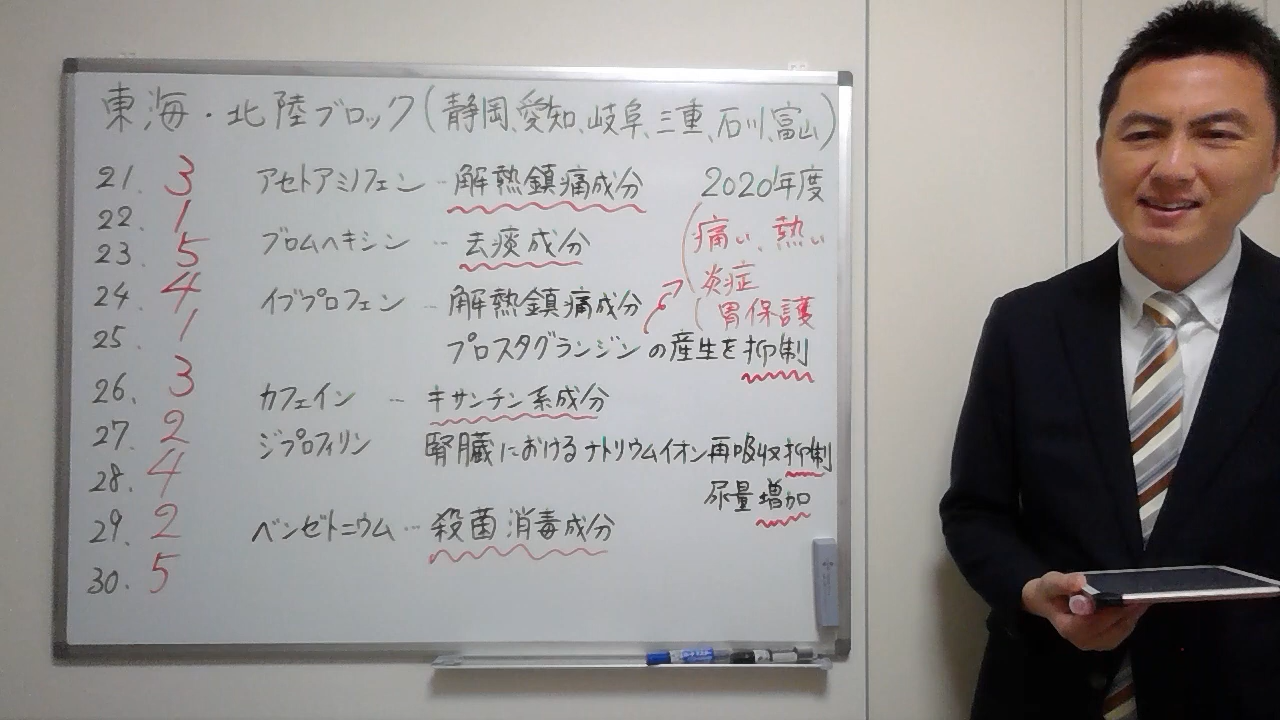 東海・北陸ブロック(静岡、愛知、岐阜、三重、石川、富山)
21. 3 アセトアミノフェン … 解熱鎮痛成分 2020年度
22. 1
23. 5 ブロムヘキシン … 去痰成分 痛い、熱い
24. 4 イブプロフェン … 解熱鎮痛成分 炎症
胃保護
25. 1 プロスタグランジンの産生を抑制
26. 3 カフェイン … キサンチン系成分
27. 2 ジプロフィリン 腎臓におけるナトリウムイオン再吸収抑制
28. 4 尿量増加
29. 2 ベンゼトニウム … 殺菌消毒成分
30. 5